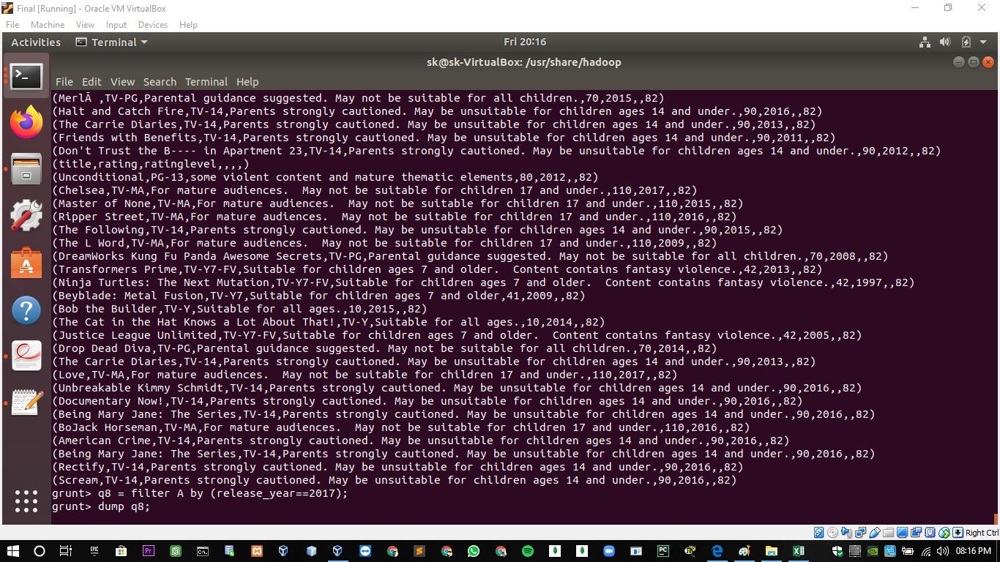 Final [Running] - Oracle VM VirtualBox
File Machine View Input Devices Help
Activities Terminal Fri 20:16
sk@sk-VirtualBox: /usr/share/hadoop
File Edit View Search Terminal Help
(MerlÃ ,TV-PG,Parental guidance suggested. May not be suitable for all children.,70,2015,,82)
(Halt and Catch Fire,TV-14,Parents strongly cautioned. May be unsuitable for children ages 14 and under.,90,2016,,82)
(The Carrie Diaries,TV-14,Parents strongly cautioned. May be unsuitable for children ages 14 and under.,90,2013,,82)
(Friends with Benefits,TV-14,Parents strongly cautioned. May be unsuitable for children ages 14 and under.,90,2011,,82)
(Don't Trust the B---- in Apartment 23,TV-14,Parents strongly cautioned. May be unsuitable for children ages 14 and under.,90,2012,,82)
(title,rating,ratinglevel,,,,)
(Unconditional,PG-13,some violent content and mature thematic elements,80,2012,,82)
(Chelsea,TV-MA,For mature audiences.  May not be suitable for children 17 and under.,110,2017,,82)
(Master of None,TV-MA,For mature audiences.  May not be suitable for children 17 and under.,110,2015,,82)
(Ripper Street,TV-MA,For mature audiences.  May not be suitable for children 17 and under.,110,2016,,82)
(The Following,TV-14,Parents strongly cautioned. May be unsuitable for children ages 14 and under.,90,2015,,82)
(The L Word,TV-MA,For mature audiences.  May not be suitable for children 17 and under.,110,2009,,82)
(DreamWorks Kung Fu Panda Awesome Secrets,TV-PG,Parental guidance suggested. May not be suitable for all children.,70,2008,,82)
(Transformers Prime,TV-Y7-FV,Suitable for children ages 7 and older.  Content contains fantasy violence.,42,2013,,82)
(Ninja Turtles: The Next Mutation,TV-Y7-FV,Suitable for children ages 7 and older.  Content contains fantasy violence.,42,1997,,82)
(Beyblade: Metal Fusion,TV-Y7,Suitable for children ages 7 and older,41,2009,,82)
(Bob the Builder,TV-Y,Suitable for all ages.,10,2015,,82)
(The Cat in the Hat Knows a Lot About That!,TV-Y,Suitable for all ages.,10,2014,,82)
(Justice League Unlimited,TV-Y7-FV,Suitable for children ages 7 and older.  Content contains fantasy violence.,42,2005,,82)
(Drop Dead Diva,TV-PG,Parental guidance suggested. May not be suitable for all children.,70,2014,,82)
(The Carrie Diaries,TV-14,Parents strongly cautioned. May be unsuitable for children ages 14 and under.,90,2013,,82)
(Love,TV-MA,For mature audiences.  May not be suitable for children 17 and under.,110,2017,,82)
(Unbreakable Kimmy Schmidt,TV-14,Parents strongly cautioned. May be unsuitable for children ages 14 and under.,90,2016,,82)
(Documentary Now!,TV-14,Parents strongly cautioned. May be unsuitable for children ages 14 and under.,90,2016,,82)
(Being Mary Jane: The Series,TV-14,Parents strongly cautioned. May be unsuitable for children ages 14 and under.,90,2016,,82)
(BoJack Horseman,TV-MA,For mature audiences.  May not be suitable for children 17 and under.,110,2016,,82)
(American Crime,TV-14,Parents strongly cautioned. May be unsuitable for children ages 14 and under.,90,2016,,82)
(Being Mary Jane: The Series,TV-14,Parents strongly cautioned. May be unsuitable for children ages 14 and under.,90,2016,,82)
(Rectify,TV-14,Parents strongly cautioned. May be unsuitable for children ages 14 and under.,90,2016,,82)
(Scream,TV-14,Parents strongly cautioned. May be unsuitable for children ages 14 and under.,90,2016,,82)
grunt> q8 = filter A by (release_year==2017);
grunt> dump q8;
Right Ctrl
EPIC Pr C:\. PC 08:16 PM